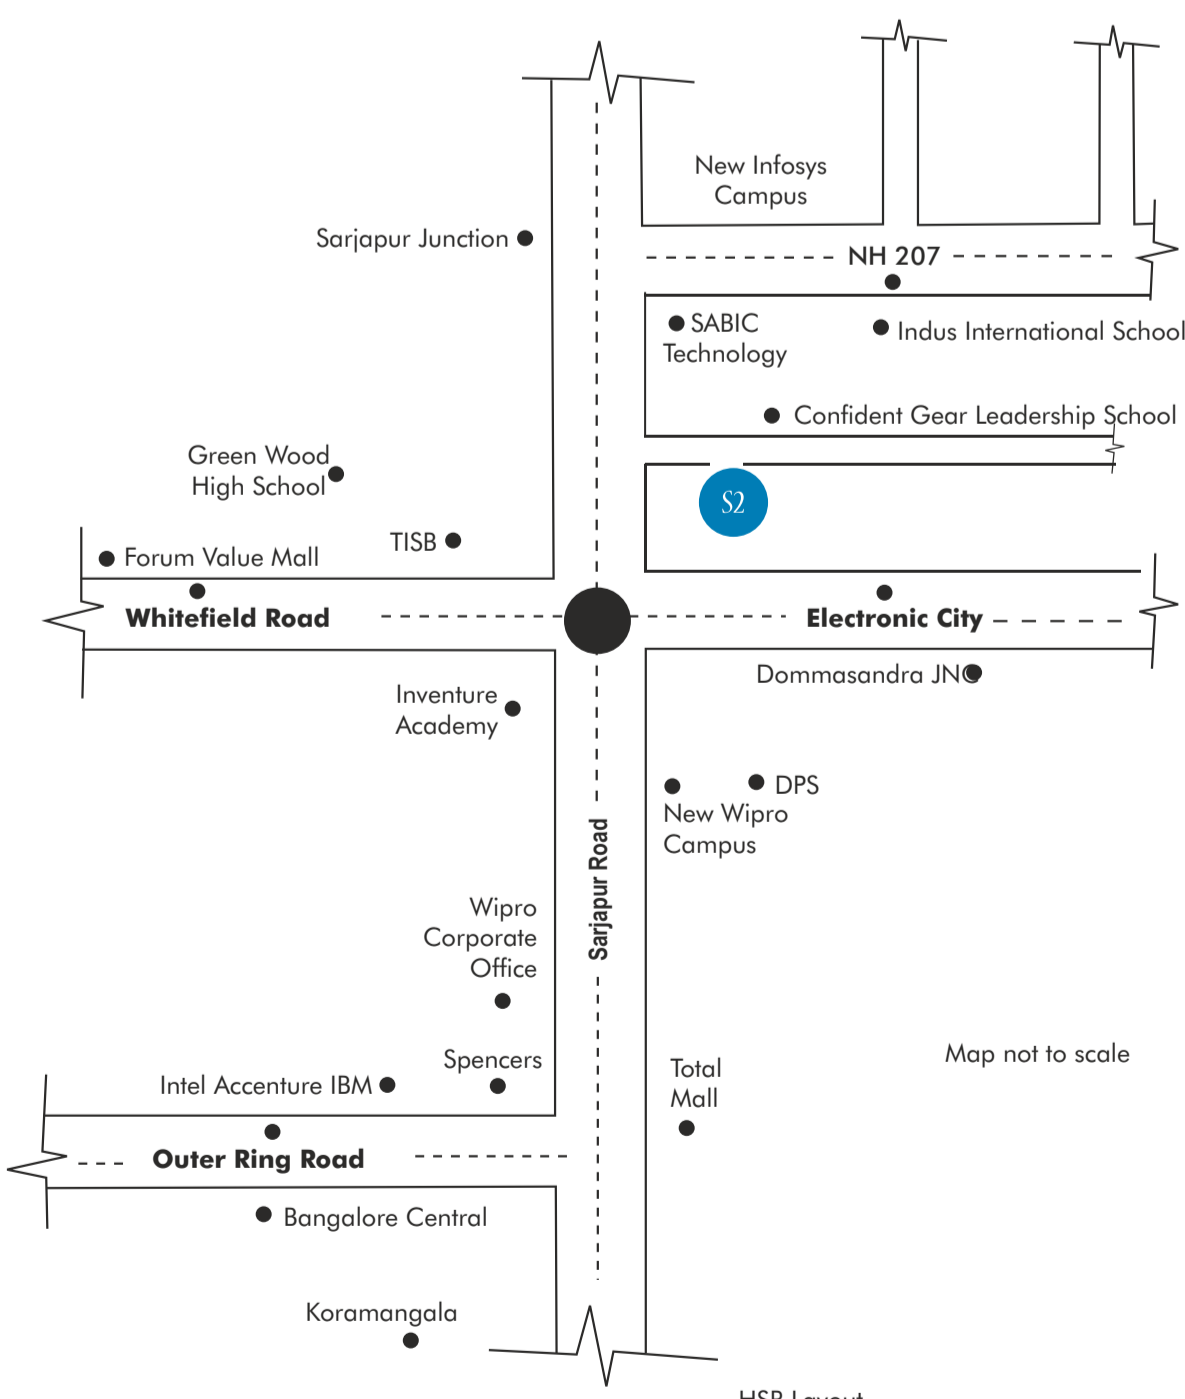 New Infosys
Campus
Sarjapur Junction
NH 207
SABIC
Technology
Indus International School
Confident Gear Leadership School
Green Wood
High School
S2
TISB
Forum Value Mall
Whitefield Road
Electronic City
Dommasandra JNC
Inventure
Academy
DPS
New Wipro
Campus
Sarjapur Road
Wipro
Corporate
Office
Spencers
Map not to scale
Total
Mall
Intel Accenture IBM
Outer Ring Road
Bangalore Central
Koramangala
HSR Layout